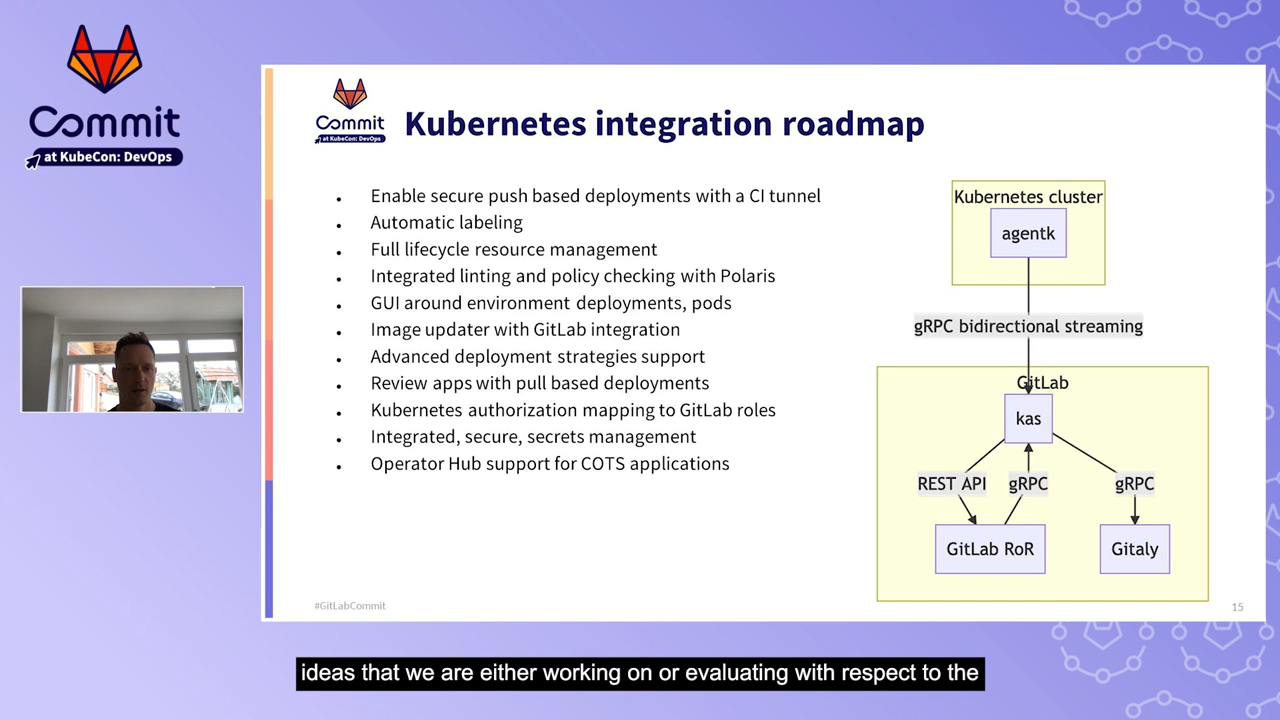 Commit
at KubeCon: DevOps
Commit
at KubeCon: DevOps
Kubernetes integration roadmap
• Enable secure push based deployments with a CI tunnel
• Automatic labeling
• Full lifecycle resource management
• Integrated linting and policy checking with Polaris
• GUI around environment deployments, pods
• Image updater with GitLab integration
• Advanced deployment strategies support
• Review apps with pull based deployments
• Kubernetes authorization mapping to GitLab roles
• Integrated, secure, secrets management
• Operator Hub support for COTS applications
Kubernetes cluster
agentk
gRPC bidirectional streaming
GitLab
kas
REST API
gRPC
gRPC
GitLab RoR
Gitaly
#GitLabCommit
15
ideas that we are either working on or evaluating with respect to the